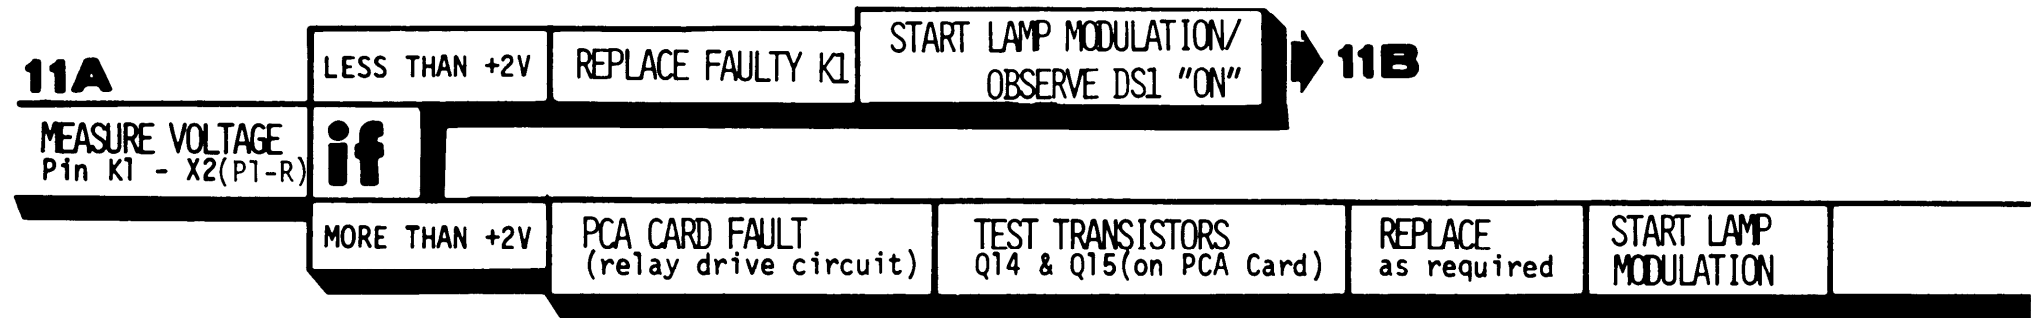 11A
LESS THAN +2V
REPLACE FAULTY K1
START LAMP MODULATION/
OBSERVE DS1 "ON"
11B
MEASURE VOLTAGE
Pin K1 - X2(P1-R)
if
MORE THAN +2V
PCA CARD FAULT
(relay drive circuit)
TEST TRANSISTORS
Q14 & Q15(on PCA Card)
REPLACE
as required
START LAMP
MODULATION